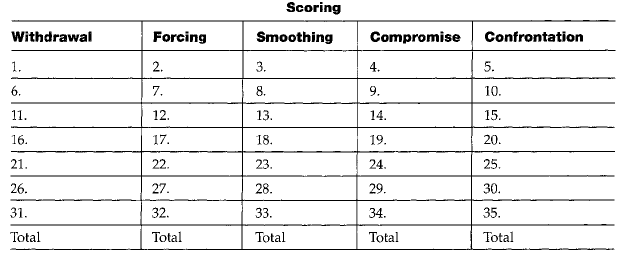 Scoring
Withdrawal Forcing Smoothing Compromise Confrontation
1. 2. 3. 4. 5.
6. 7. 8. 9. 10.
11. 12. 13. 14. 15.
16. 17. 18. 19. 20.
21. 22. 23. 24. 25.
26. 27. 28. 29. 30.
31. 32. 33. 34. 35.
Total Total Total Total Total